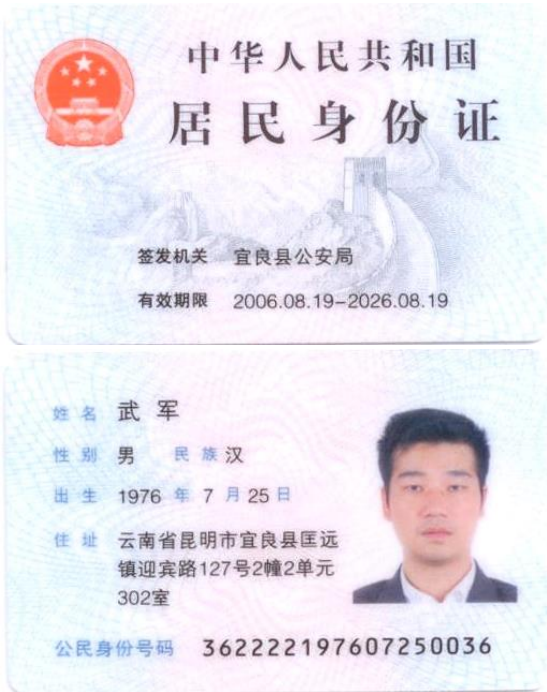 中华人民共和国
居民身份证
签发机关 宜良县公安局
有效期限 2006.08.19-2026.08.19
姓名 武军
性别 男 民族 汉
出生 1976 年 7 月 25 日
住址 云南省昆明市宜良县匡远
镇迎宾路127号2幢2单元
302室
公民身份号码 362222197607250036